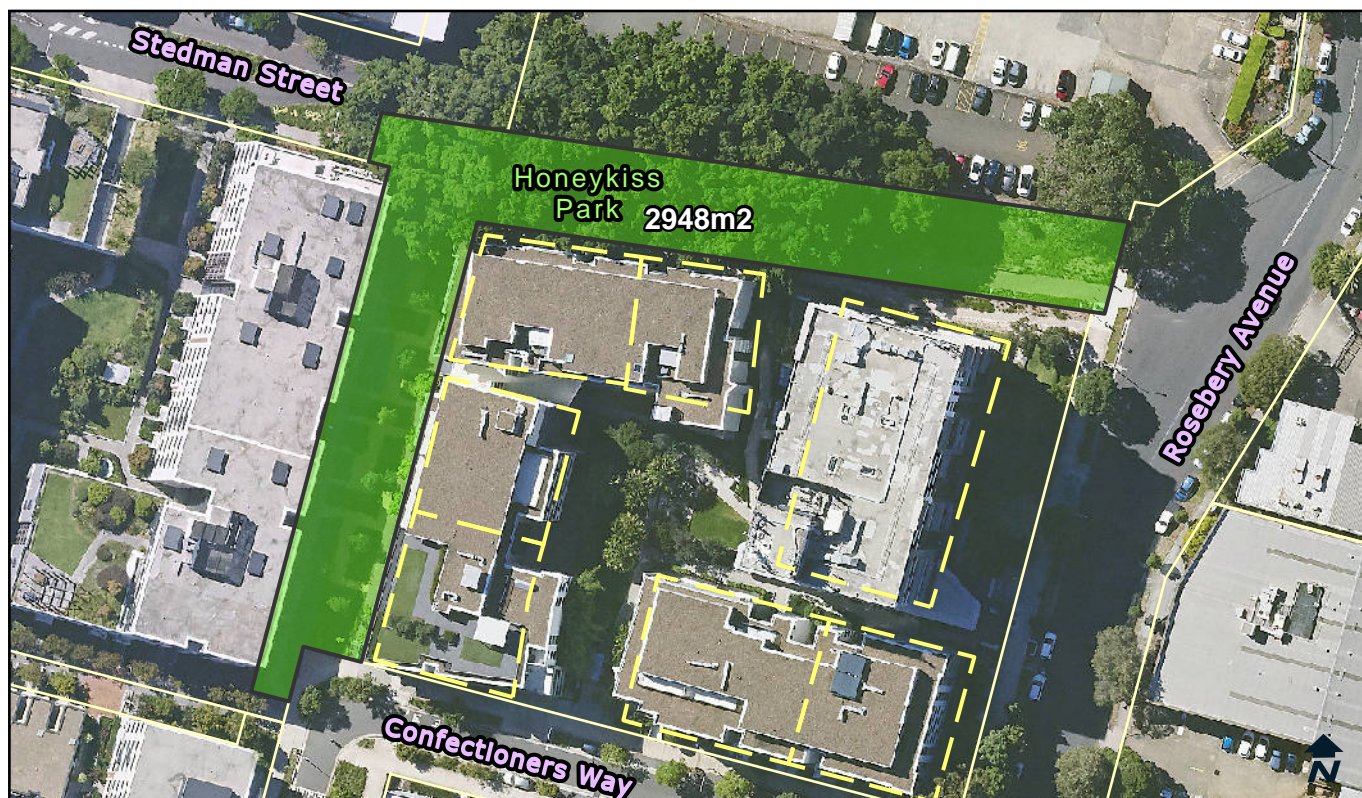 Stedman Street
Honeykiss
Park
2948m2
Rosebery Avenue
Confectioners Way
N